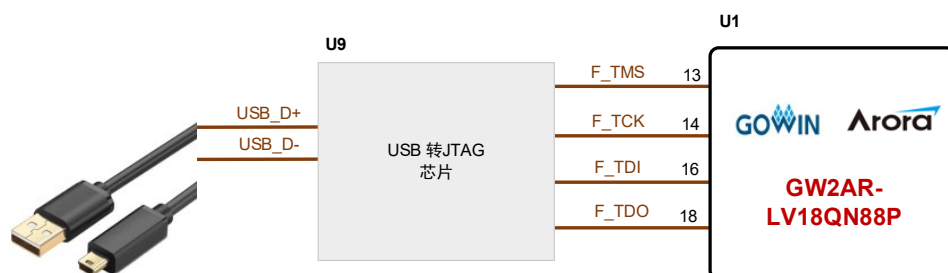 U1
U9
F_TMS 13
USB_D+
F_TCK 14
GOWIN Arora
USB_D-
USB 转JTAG
芯片
F_TDI 16
GW2AR-
LV18QN88P
F_TDO 18